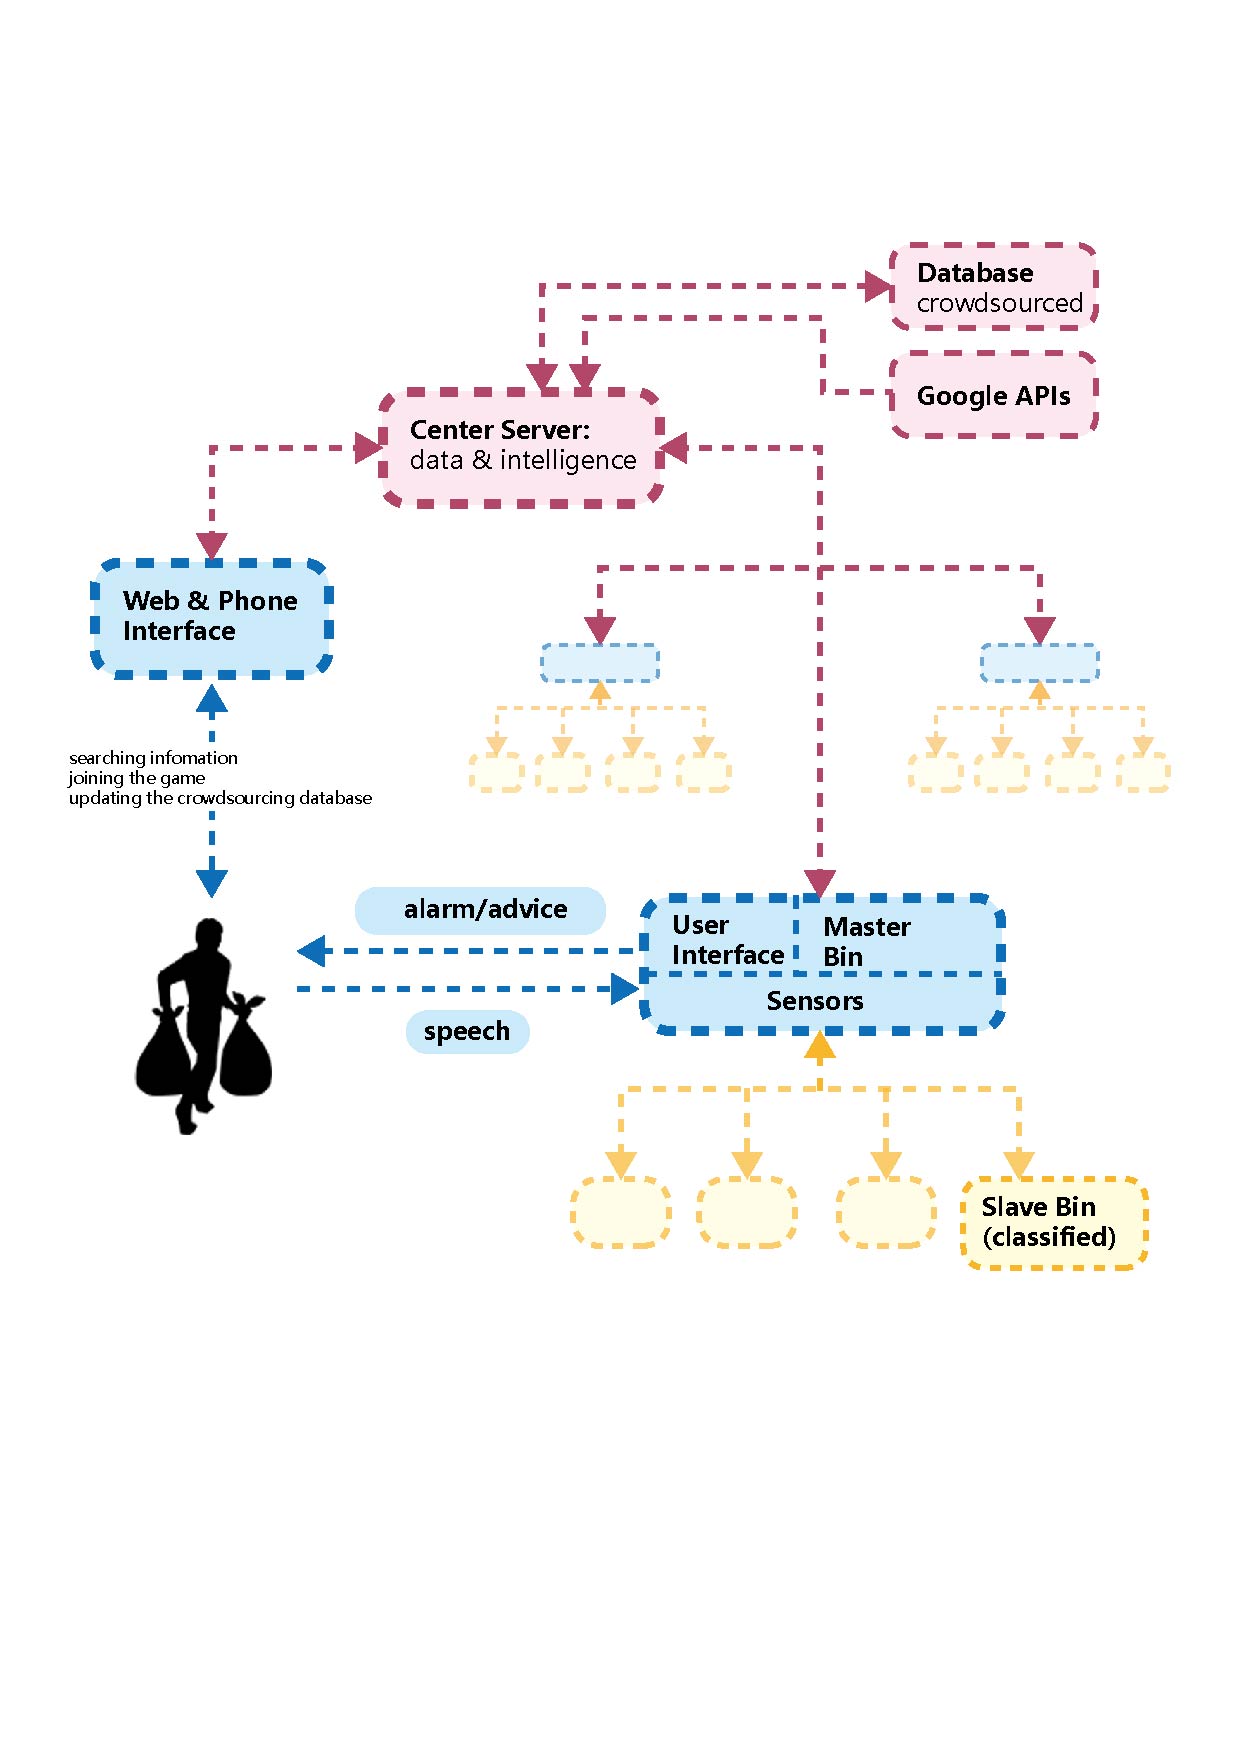 Database
crowdsourced
Google APIs
Center Server:
data & intelligence
Web & Phone
Interface
searching infomation
joining the game
updating the crowdsourcing database
alarm/advice
speech
User
Interface
Master
Bin
Sensors
Slave Bin
(classified)